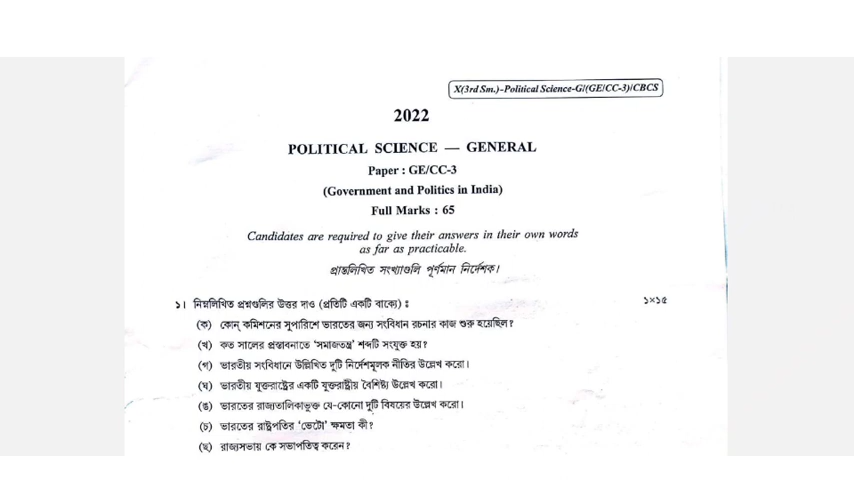 X(3rd Sm.)-Political Science-G/(GE/CC-3)/CBCS
2022
POLITICAL SCIENCE — GENERAL
Paper : GE/CC-3
(Government and Politics in India)
Full Marks : 65
Candidates are required to give their answers in their own words
as far as practicable.
প্রান্তলিখিত সংখ্যাগুলি পূর্ণমান নির্দেশক।
১। নিম্নলিখিত প্রশ্নগুলির উত্তর দাও (প্রতিটি একটি বাক্যে) : ১×১৫
(ক) কোন্ কমিশনের সুপারিশে ভারতের জন্য সংবিধান রচনার কাজ শুরু হয়েছিল?
(খ) কত সালের প্রস্তাবনাতে ‘সমাজতন্ত্র’ শব্দটি সংযুক্ত হয়?
(গ) ভারতীয় সংবিধানে উল্লিখিত দুটি নির্দেশমূলক নীতির উল্লেখ করো।
(ঘ) ভারতীয় যুক্তরাষ্ট্রের একটি যুক্তরাষ্ট্রীয় বৈশিষ্ট্য উল্লেখ করো।
(ঙ) ভারতের রাজ্যতালিকাভুক্ত যে-কোনো দুটি বিষয়ের উল্লেখ করো।
(চ) ভারতের রাষ্ট্রপতির ‘ভেটো’ ক্ষমতা কী?
(ছ) রাজ্যসভায় কে সভাপতিত্ব করেন?